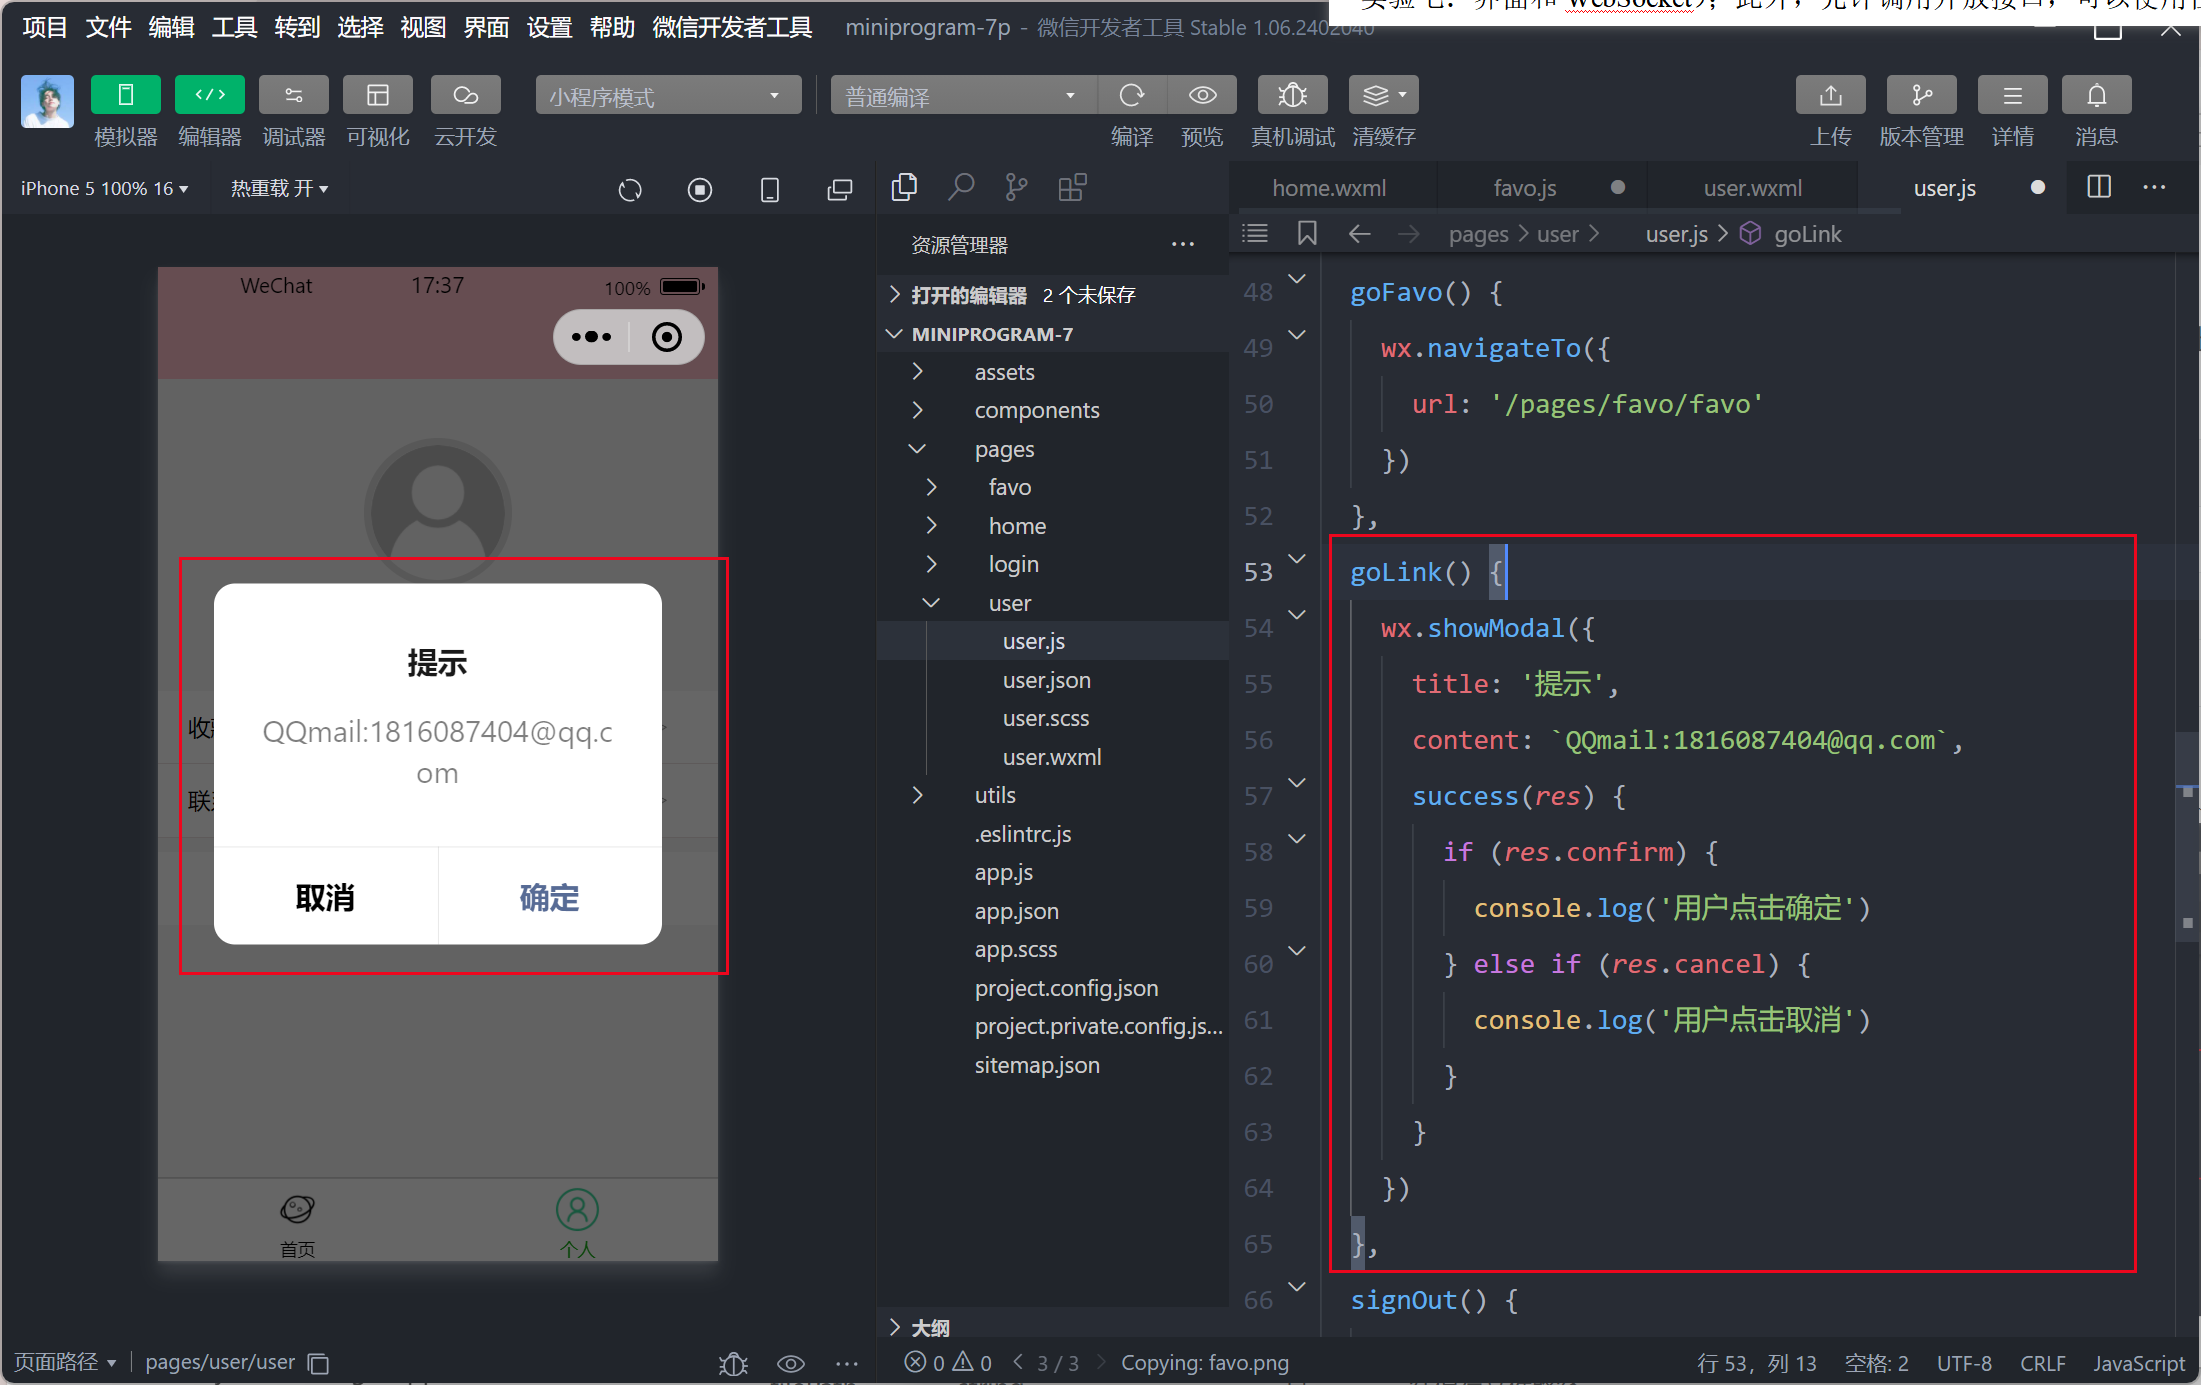 项目 文件 编辑 工具 转到 选择 视图 界面 设置 帮助 微信开发者工具 miniprogram-7p - 微信开发者工具 Stable 1.06.2402040
模拟器 编辑器 调试器 可视化 云开发 小程序模式 普通编译 编译 预览 真机调试 清缓存 上传 版本管理 详情 消息
iPhone 5 100% 16 热重载 开
home.wxml favo.js user.wxml user.js
pages > user > user.js > goLink
WeChat 17:37 100%
提示
QQmail:1816087404@qq.c
om
取消 确定
首页 个人
资源管理器
打开的编辑器 2 个未保存
MINIPROGRAM-7
assets
components
pages
favo
home
login
user
user.js
user.json
user.scss
user.wxml
utils
.eslintrc.js
app.js
app.json
app.scss
project.config.json
project.private.config.js...
sitemap.json
大纲
48 goFavo() {
49 wx.navigateTo({
50 url: '/pages/favo/favo'
51 })
52 },
53 goLink() {
54 wx.showModal({
55 title: '提示',
56 content: `QQmail:1816087404@qq.com`,
57 success(res) {
58 if (res.confirm) {
59 console.log('用户点击确定')
60 } else if (res.cancel) {
61 console.log('用户点击取消')
62 }
63 }
64 })
65 },
66 signOut() {
页面路径 pages/user/user
0 0 3 / 3 Copying: favo.png 行 53，列 13 空格: 2 UTF-8 CRLF JavaScript